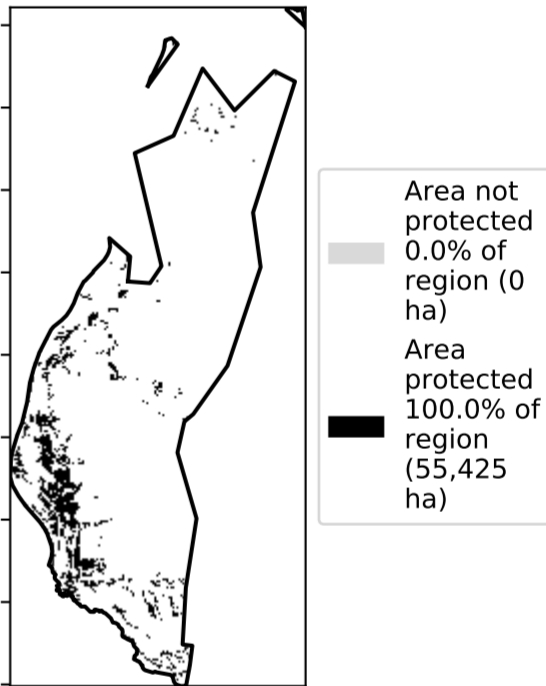 Area not
protected
0.0% of
region (0
ha)
Area
protected
100.0% of
region
(55,425
ha)